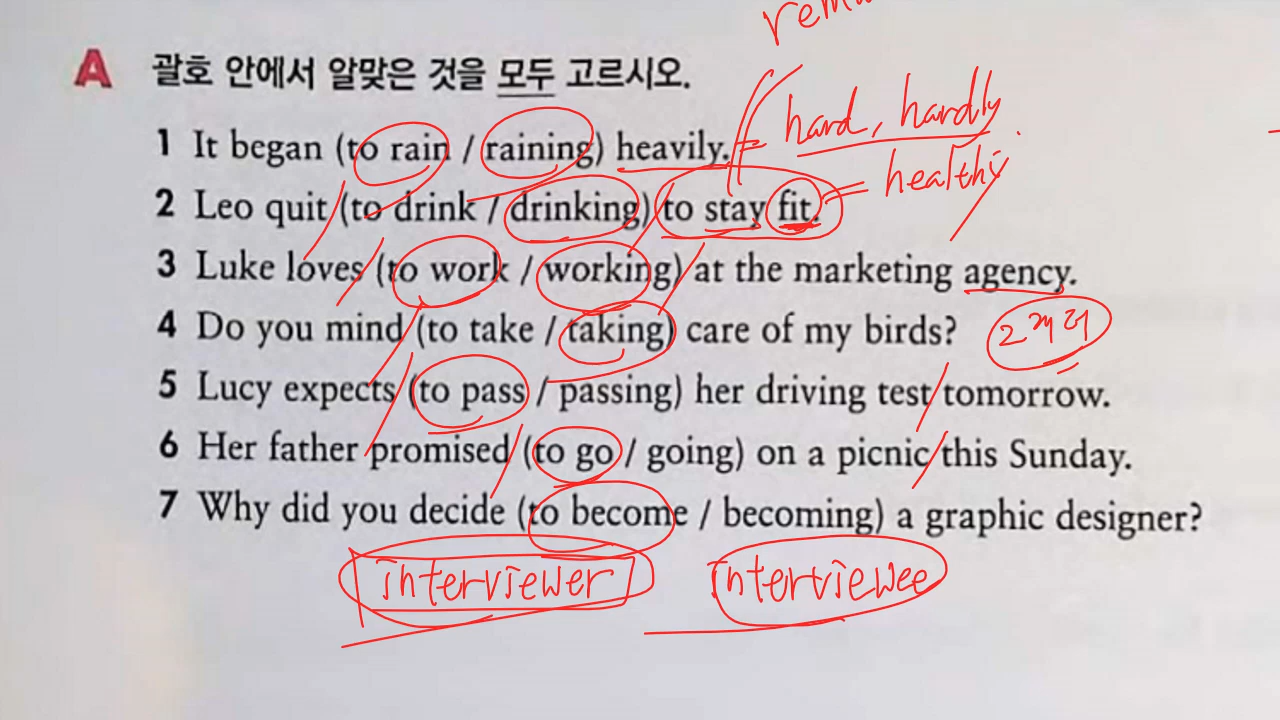 A 괄호 안에서 알맞은 것을 모두 고르시오.
1 It began (to rain / raining) heavily. = hard, hardly
2 Leo quit (to drink / drinking) to stay fit. = healthy
3 Luke loves (to work / working) at the marketing agency.
4 Do you mind (to take / taking) care of my birds?
5 Lucy expects (to pass / passing) her driving test tomorrow.
6 Her father promised (to go / going) on a picnic this Sunday.
7 Why did you decide (to become / becoming) a graphic designer?
interviewer interviewee